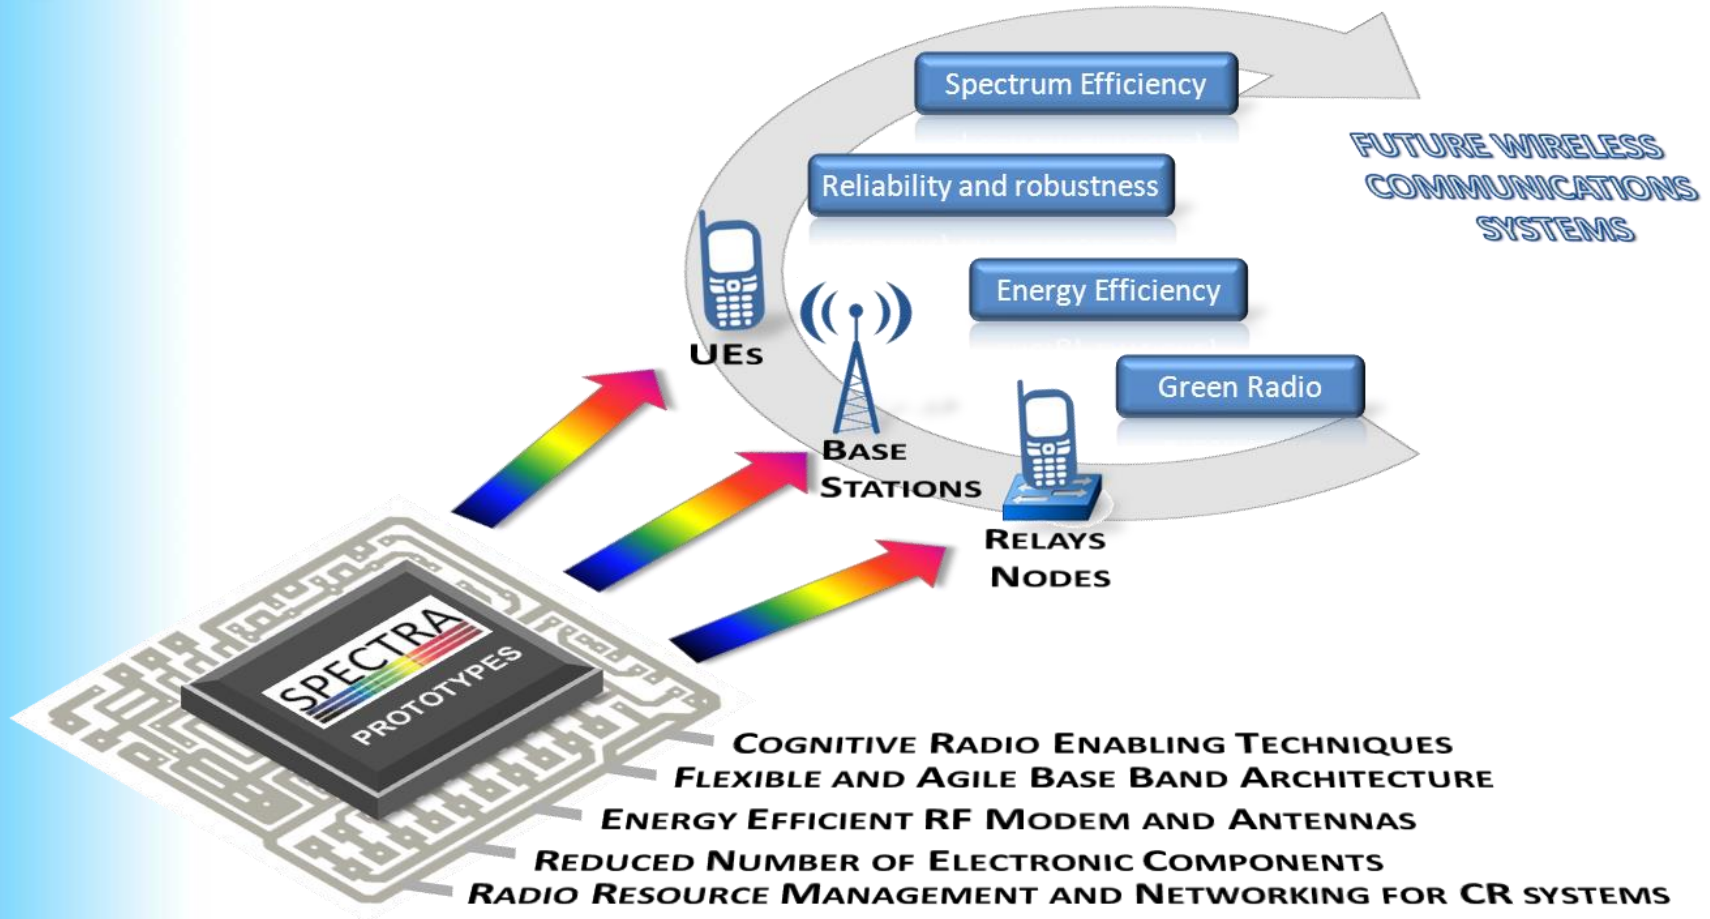 Spectrum Efficiency
FUTURE WIRELESS
COMMUNICATIONS
SYSTEMS
Reliability and robustness
Energy Efficiency
UEs
Green Radio
BASE
STATIONS
RELAYS
NODES
SPECTRA
PROTOTYPES
COGNITIVE RADIO ENABLING TECHNIQUES
FLEXIBLE AND AGILE BASE BAND ARCHITECTURE
ENERGY EFFICIENT RF MODEM AND ANTENNAS
REDUCED NUMBER OF ELECTRONIC COMPONENTS
RADIO RESOURCE MANAGEMENT AND NETWORKING FOR CR SYSTEMS